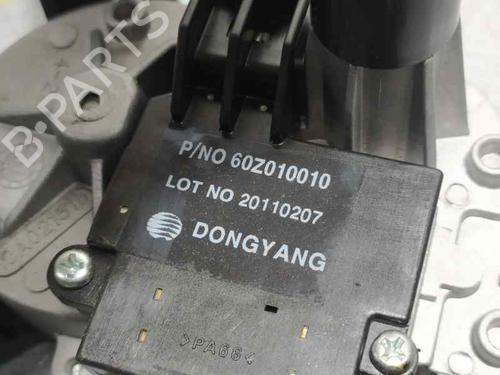 P/NO 60Z010010
LOT NO 20110207
DONGYANG
>PA66<
B-PARTS